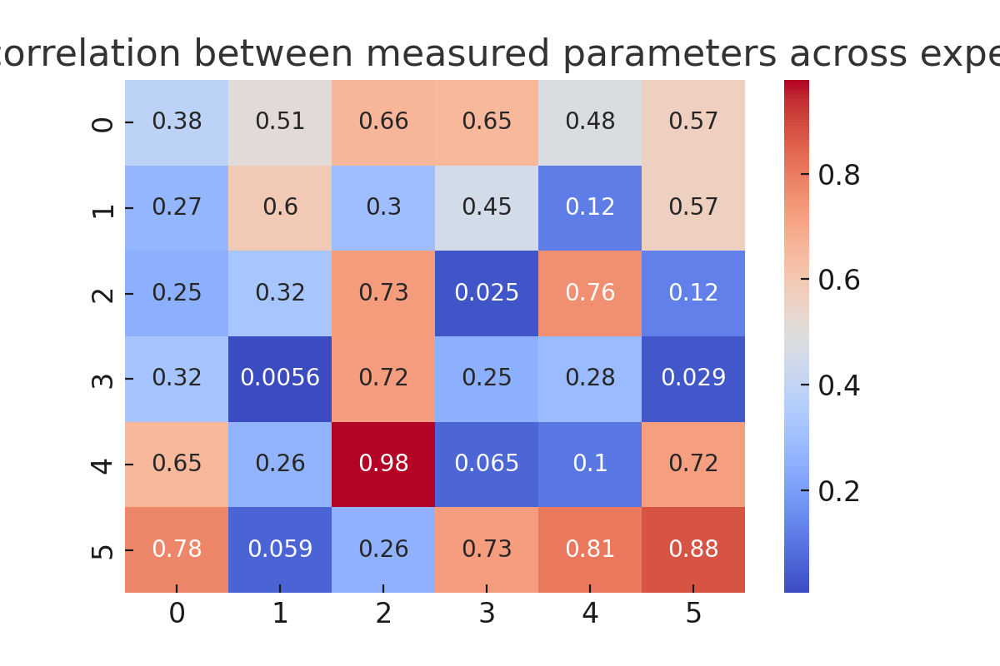 correlation between measured parameters across expe
0 0.38 0.51 0.66 0.65 0.48 0.57
1 0.27 0.6 0.3 0.45 0.12 0.57
2 0.25 0.32 0.73 0.025 0.76 0.12
3 0.32 0.0056 0.72 0.25 0.28 0.029
4 0.65 0.26 0.98 0.065 0.1 0.72
5 0.78 0.059 0.26 0.73 0.81 0.88
0 1 2 3 4 5
0.8
0.6
0.4
0.2